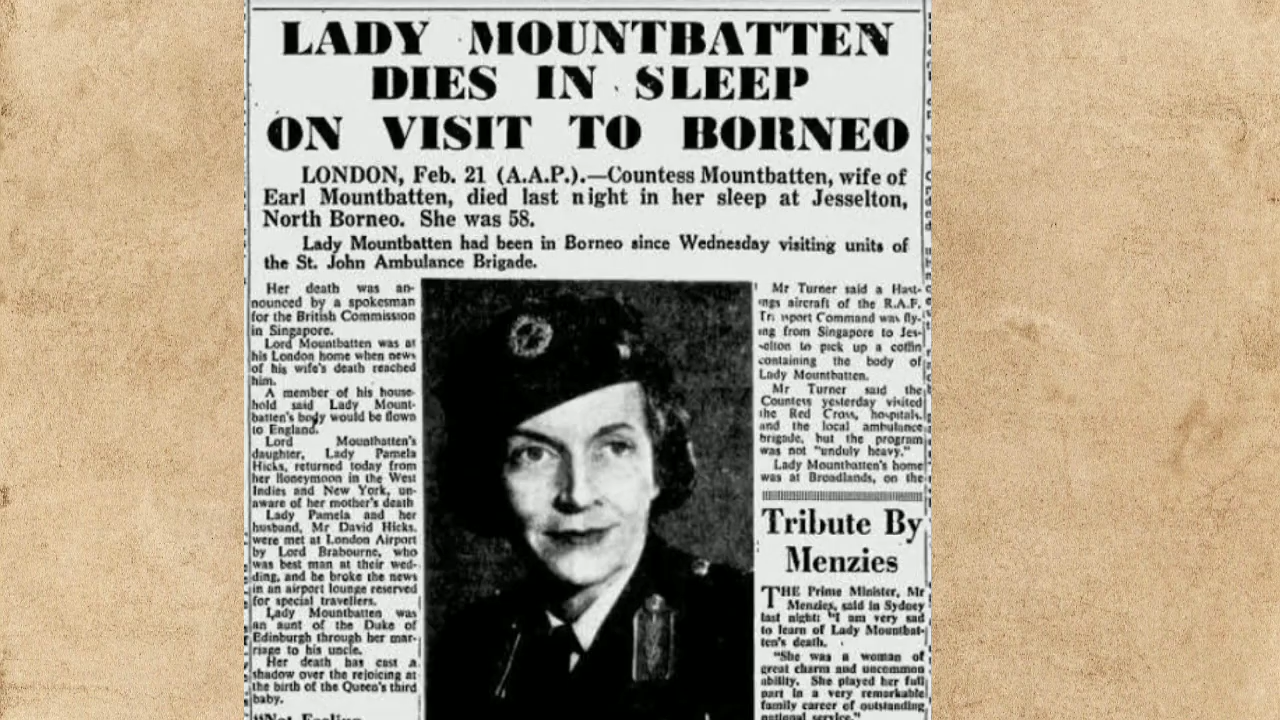 LADY MOUNTBATTEN
DIES IN SLEEP
ON VISIT TO BORNEO
LONDON, Feb. 21 (A.A.P.).—Countess Mountbatten, wife of
Earl Mountbatten, died last night in her sleep at Jesselton,
North Borneo. She was 58.
Lady Mountbatten had been in Borneo since Wednesday visiting units of
the St. John Ambulance Brigade.
Her death was an-
nounced by a spokesman
for the British Commission
in Singapore.
Lord Mountbatten was at
his London home when news
of his wife's death reached
him.
A member of his house-
hold said Lady Mount-
batten's body would be flown
to England.
Lord Mountbatten's
daughter, Lady Pamela
Hicks, returned today from
her honeymoon in the West
Indies and New York, un-
aware of her mother's death
Lady Pamela and her
husband, Mr David Hicks,
were met at London Airport
by Lord Brabourne, who
was best man at their wed-
ding, and he broke the news
in an airport lounge reserved
for special travellers.
Lady Mountbatten was
an aunt of the Duke of
Edinburgh through her mar-
riage to his uncle.
Her death has cast a
shadow over the rejoicing at
the birth of the Queen's third
baby.
"Not Feeling
Mr Turner said a Hast-
ings aircraft of the R.A.F.
Transport Command was fly-
ing from Singapore to Jes-
selton to pick up a coffin
containing the body of
Lady Mountbatten.
Mr Turner said the
Countess yesterday visited
the Red Cross, hospitals,
and the local ambulance
brigade, but the program
was not "unduly heavy."
Lady Mountbatten's home
was at Broadlands, on the
Tribute By
Menzies
THE Prime Minister, Mr
Menzies, said in Sydney
last night: "I am very sad
to learn of Lady Mountbat-
ten's death.
"She was a woman of
great charm and uncommon
ability. She played her full
part in a very remarkable
family career of outstanding
national service."